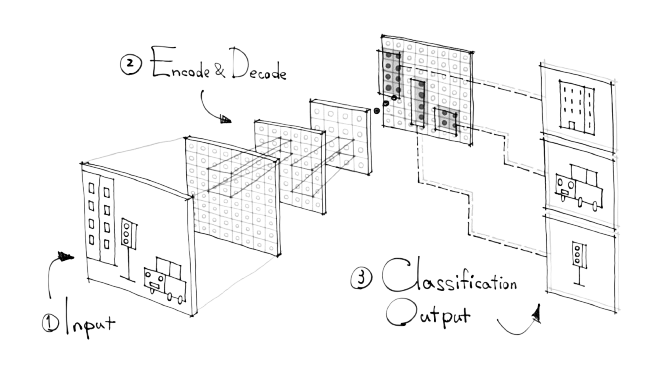 ① Input
② Encode & Decode
③ Classification
Output